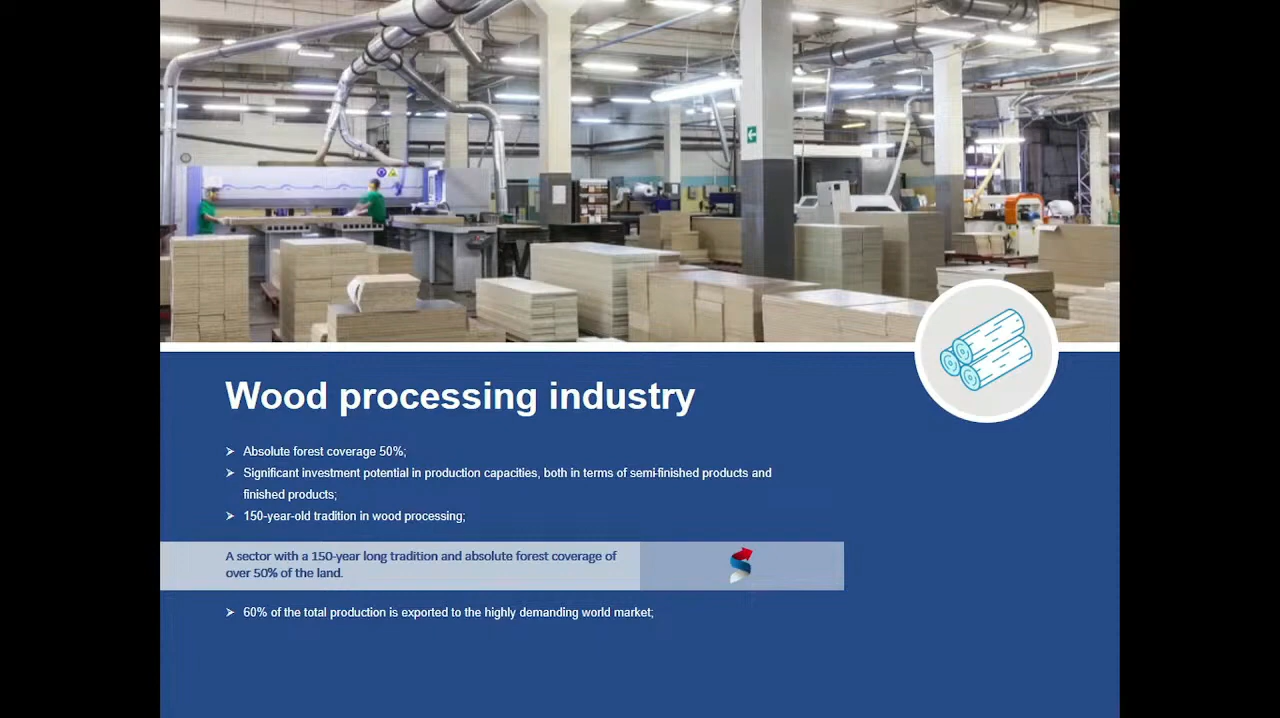 Wood processing industry
➢ Absolute forest coverage 50%;
➢ Significant investment potential in production capacities, both in terms of semi-finished products and
finished products;
➢ 150-year-old tradition in wood processing;
A sector with a 150-year long tradition and absolute forest coverage of
over 50% of the land.
➢ 60% of the total production is exported to the highly demanding world market;